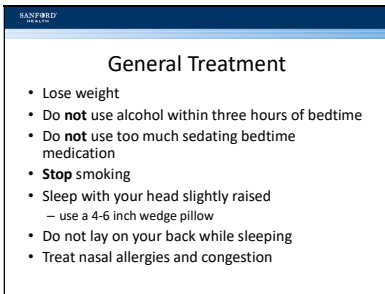 SANFORD
HEALTH
General Treatment
• Lose weight
• Do not use alcohol within three hours of bedtime
• Do not use too much sedating bedtime
medication
• Stop smoking
• Sleep with your head slightly raised
– use a 4-6 inch wedge pillow
• Do not lay on your back while sleeping
• Treat nasal allergies and congestion